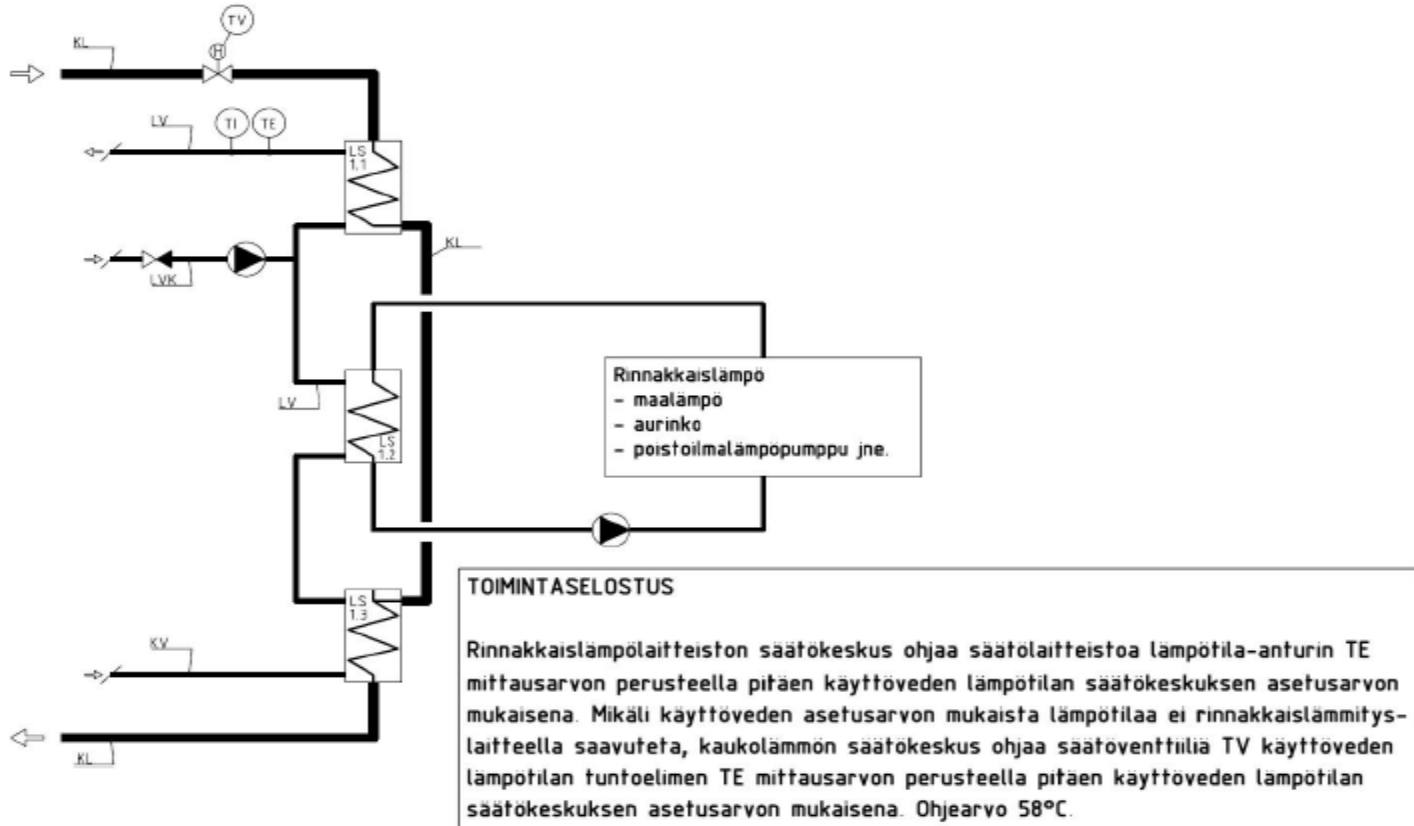 TV
H
KL
LV
TI
TE
LS
1.1
KL
LVK
Rinnakkaislämpö
- maalämpö
- aurinko
- poistoilmalämpöpumppu jne.
LV
LS
1.2
LS
1.3
KV
KL
TOIMINTASELOSTUS
Rinnakkaislämpölaitteiston säätökeskus ohjaa säätölaitteistoa lämpötila-anturin TE
mittausarvon perusteella pitäen käyttöveden lämpötilan säätökeskuksen asetusarvon
mukaisena. Mikäli käyttöveden asetusarvon mukaista lämpötilaa ei rinnakkaislämmitys-
laitteella saavuteta, kaukolämmön säätökeskus ohjaa säätöventtiiliä TV käyttöveden
lämpötilan tuntoelimen TE mittausarvon perusteella pitäen käyttöveden lämpötilan
säätökeskuksen asetusarvon mukaisena. Ohjearvo 58°C.